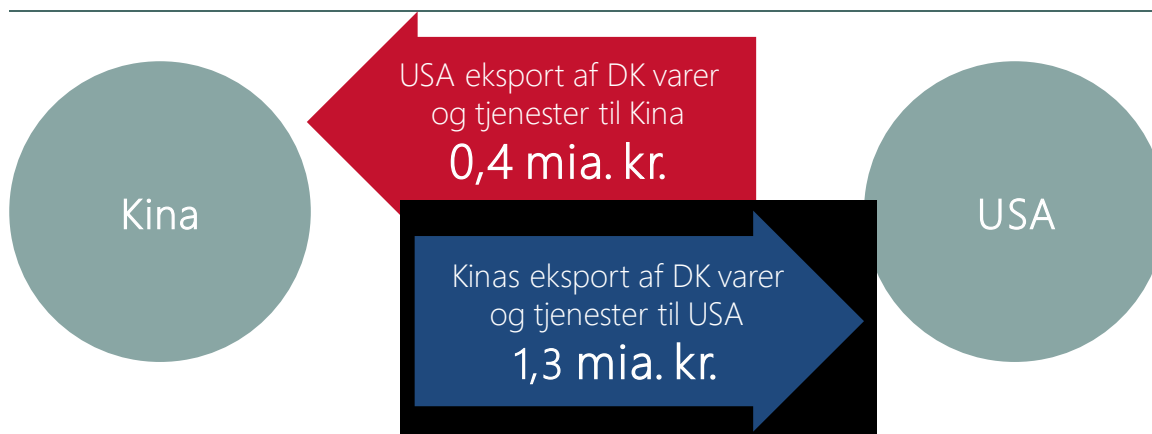 USA eksport af DK varer
og tjenester til Kina
0,4 mia. kr.
Kina
USA
Kinas eksport af DK varer
og tjenester til USA
1,3 mia. kr.